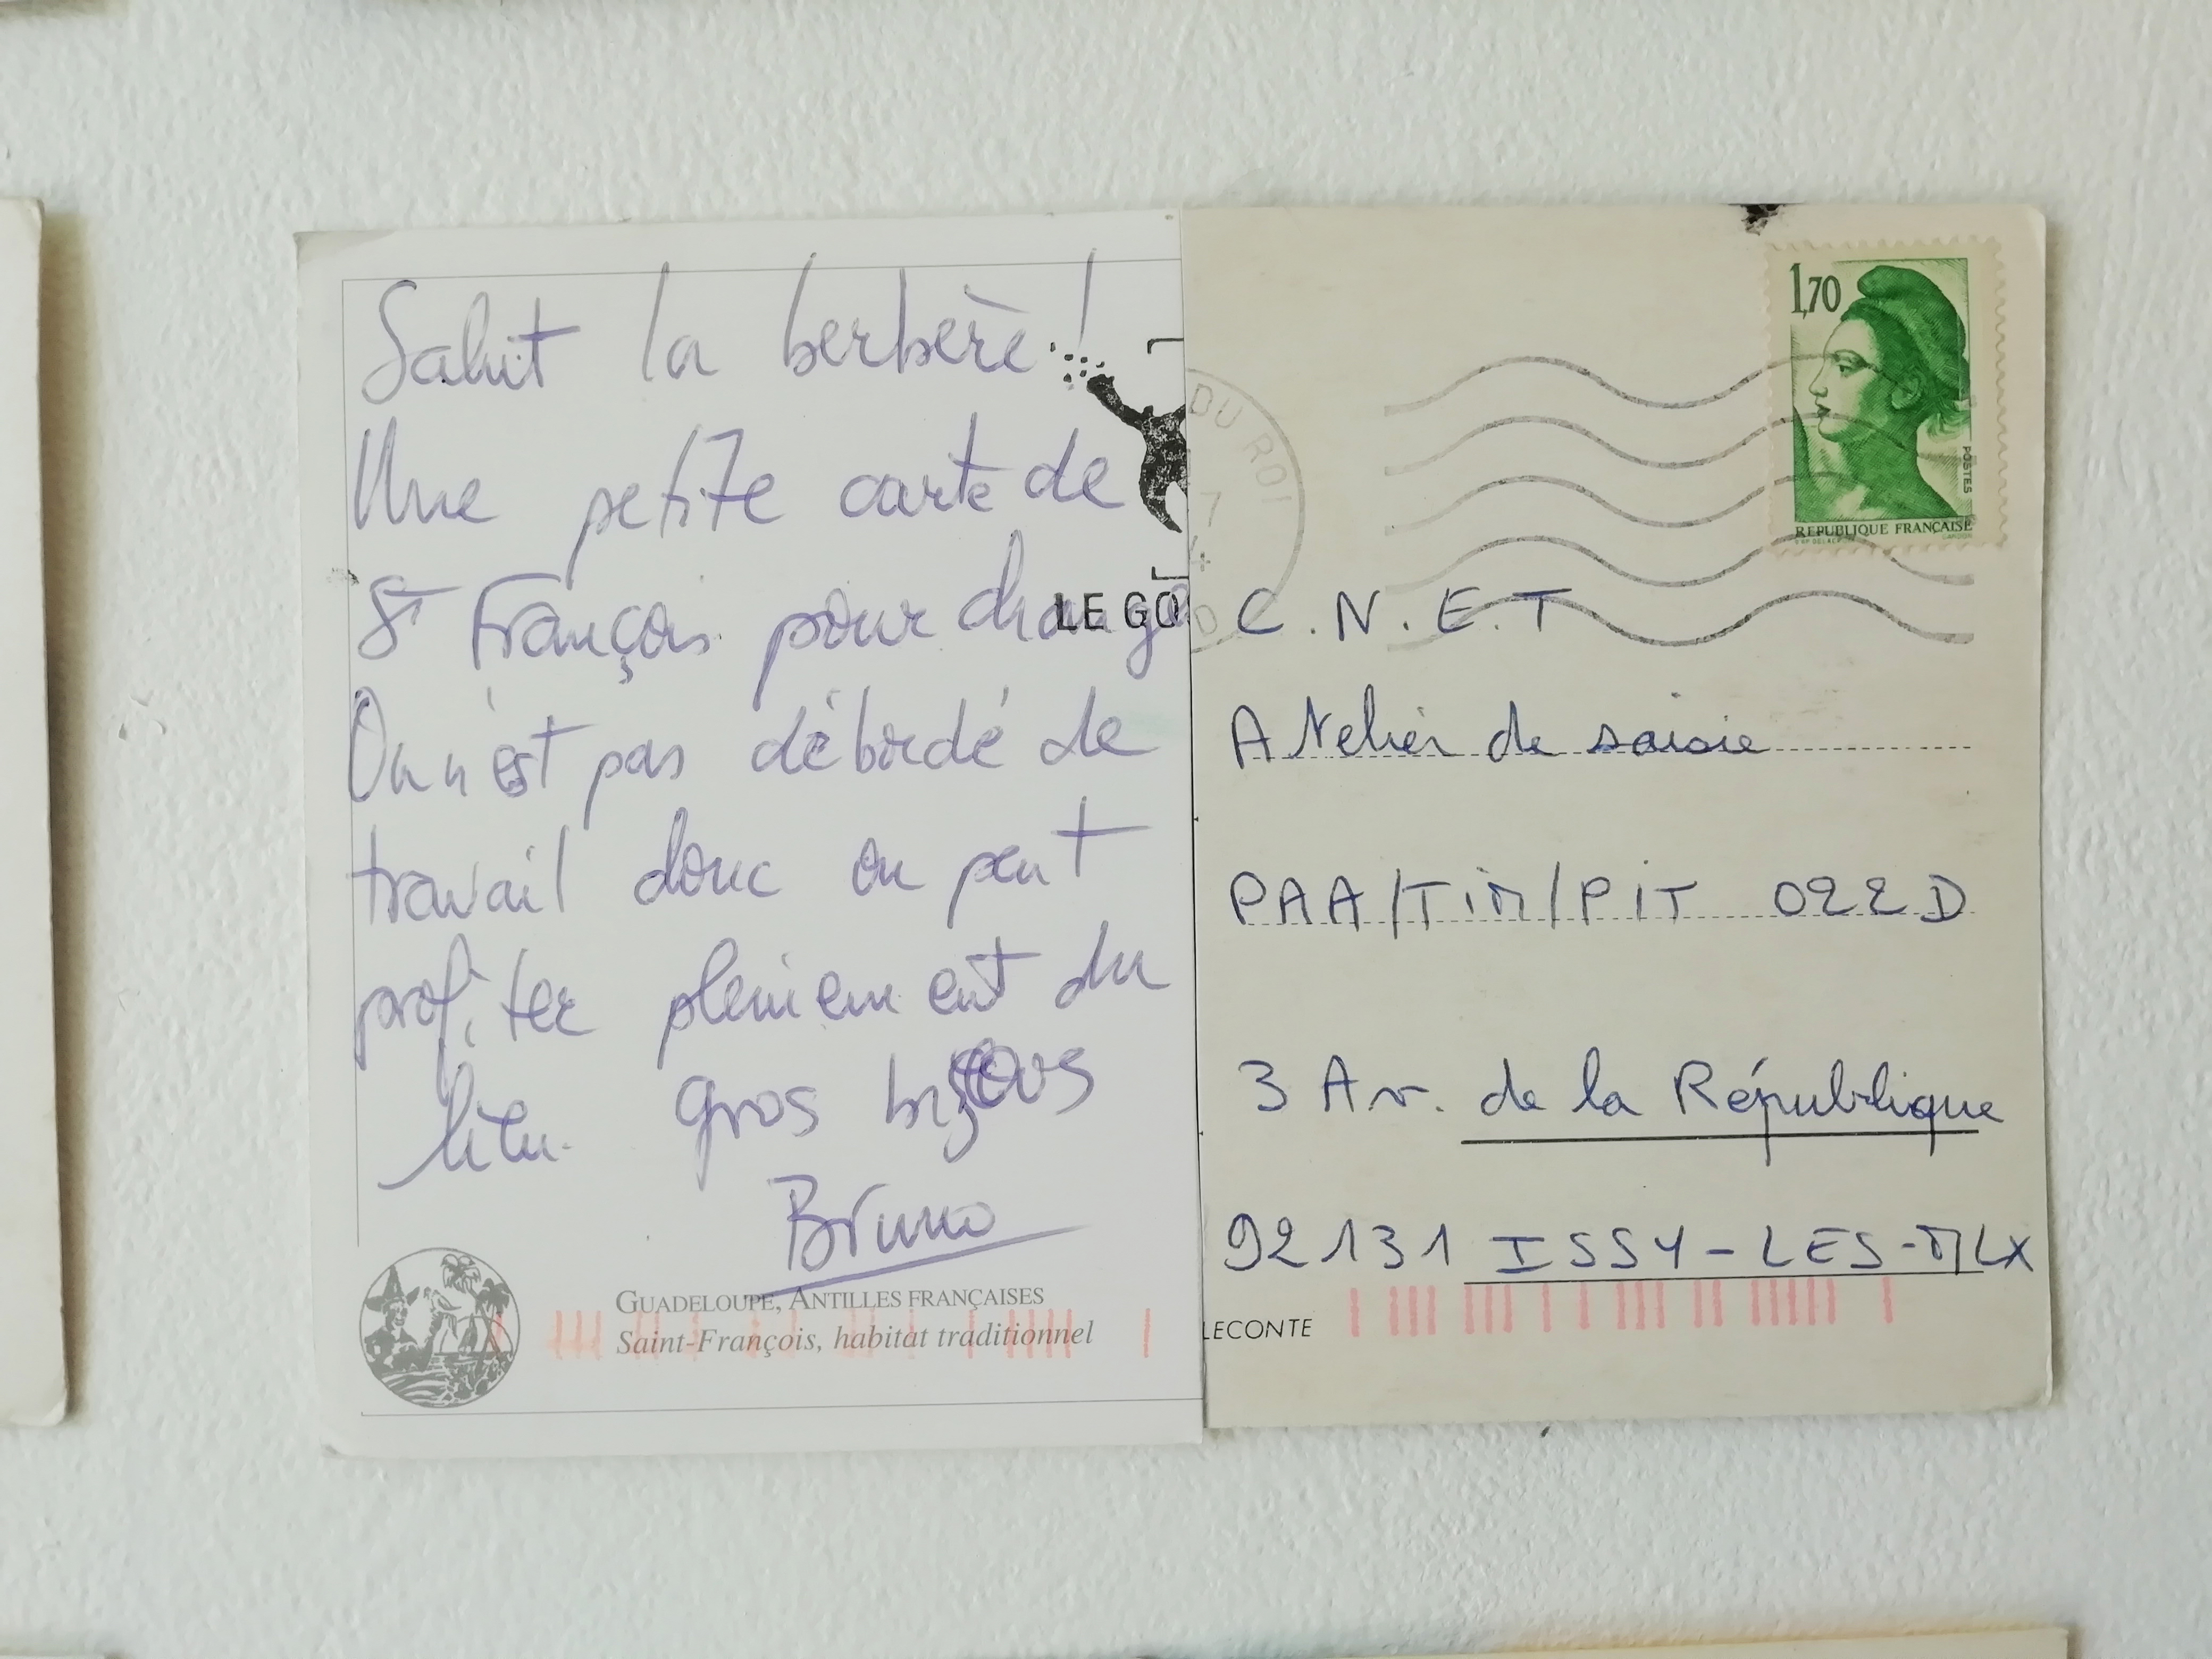 Salut la berbère !
Une petite carte de
St François pour change
On n'est pas débordé de
travail donc on peut
profiter pleinement du
lieu. gros bisous
Bruno
GUADELOUPE, ANTILLES FRANÇAISES
Saint-François, habitat traditionnel
LE GO
DU ROI
7
1,70
POSTES
REPUBLIQUE FRANÇAISE
C.N.E.T
Atelier de saisie
PAA/TIM/PIT 022D
3 Av. de la République
92131 ISSY-LES-MLX
LECONTE